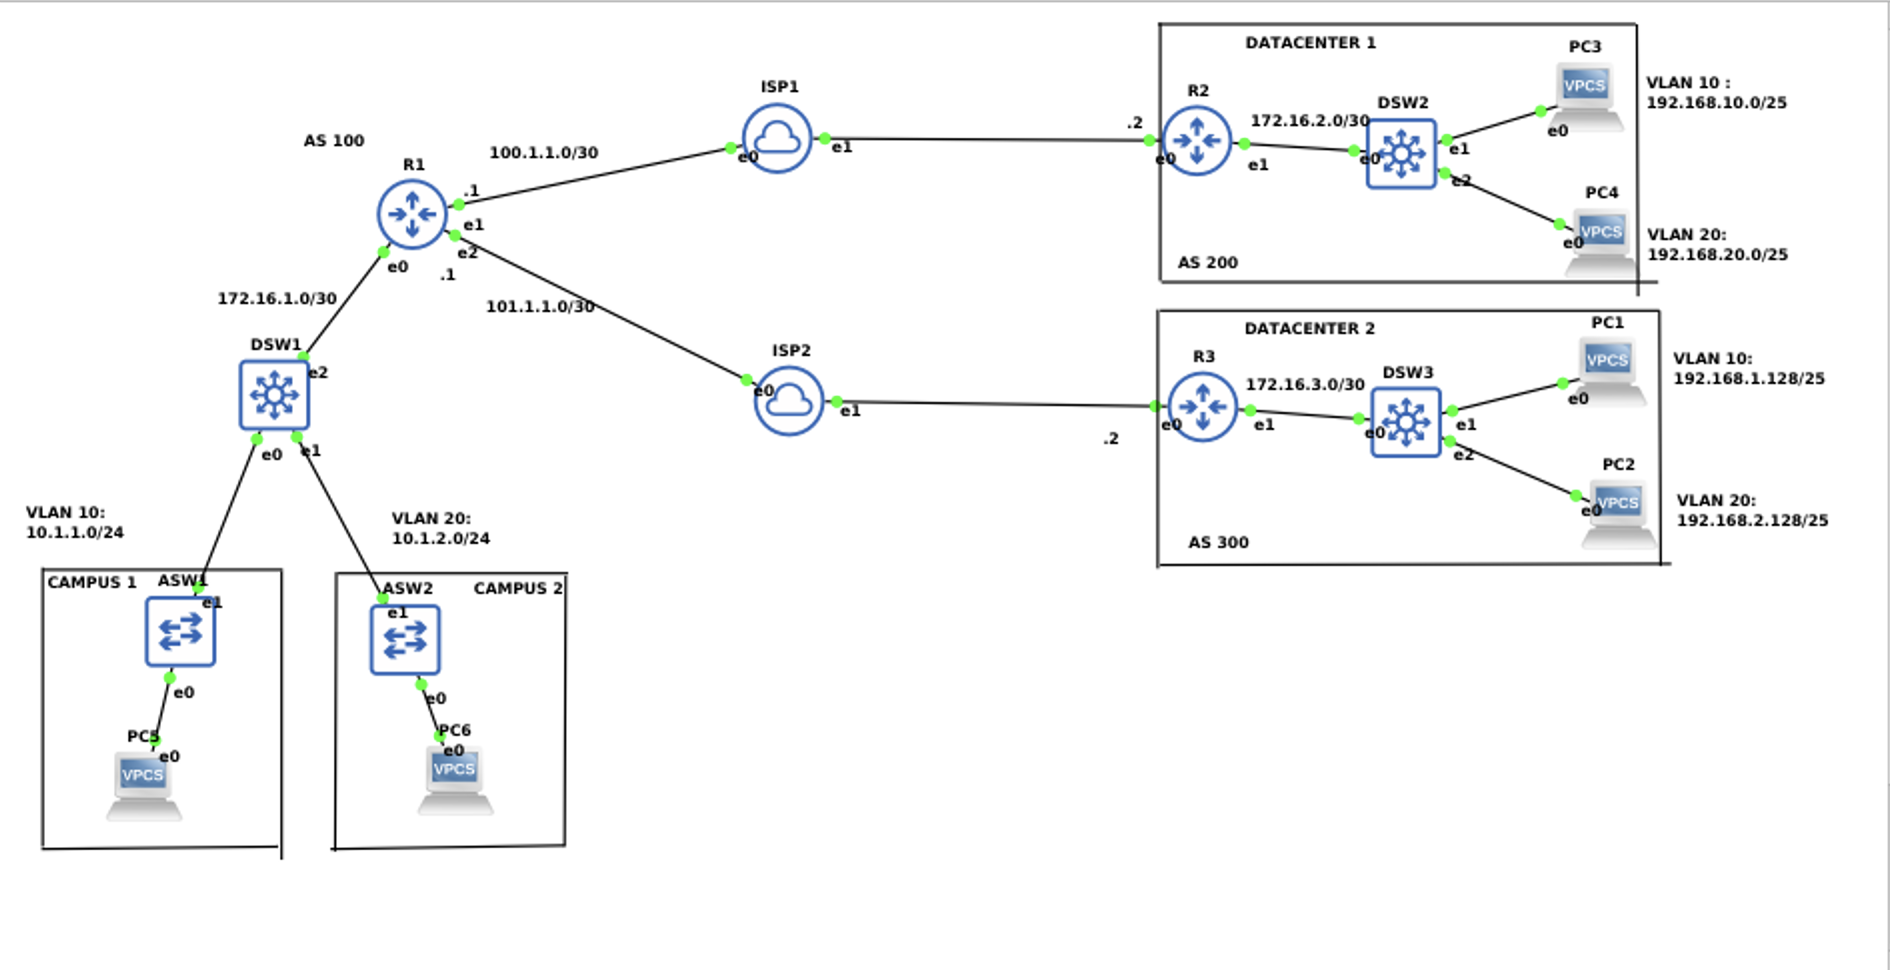 DATACENTER 1
PC3
VPCS
VLAN 10 :
192.168.10.0/25
e0
ISP1
R2
DSW2
.2
172.16.2.0/30
e0
e1
e0
e1
e0
e1
e2
PC4
VPCS
e0
VLAN 20:
192.168.20.0/25
AS 200
AS 100
R1
100.1.1.0/30
.1
e1
e2
e0
.1
172.16.1.0/30
101.1.1.0/30
DATACENTER 2
PC1
VPCS
VLAN 10:
192.168.1.128/25
e0
ISP2
R3
DSW3
172.16.3.0/30
e0
e1
.2
e0
e1
e0
e1
e2
PC2
VPCS
e0
VLAN 20:
192.168.2.128/25
AS 300
DSW1
e2
e0
e1
VLAN 10:
10.1.1.0/24
VLAN 20:
10.1.2.0/24
CAMPUS 1
ASW1
e1
e0
PC5
e0
VPCS
ASW2
CAMPUS 2
e1
e0
PC6
e0
VPCS